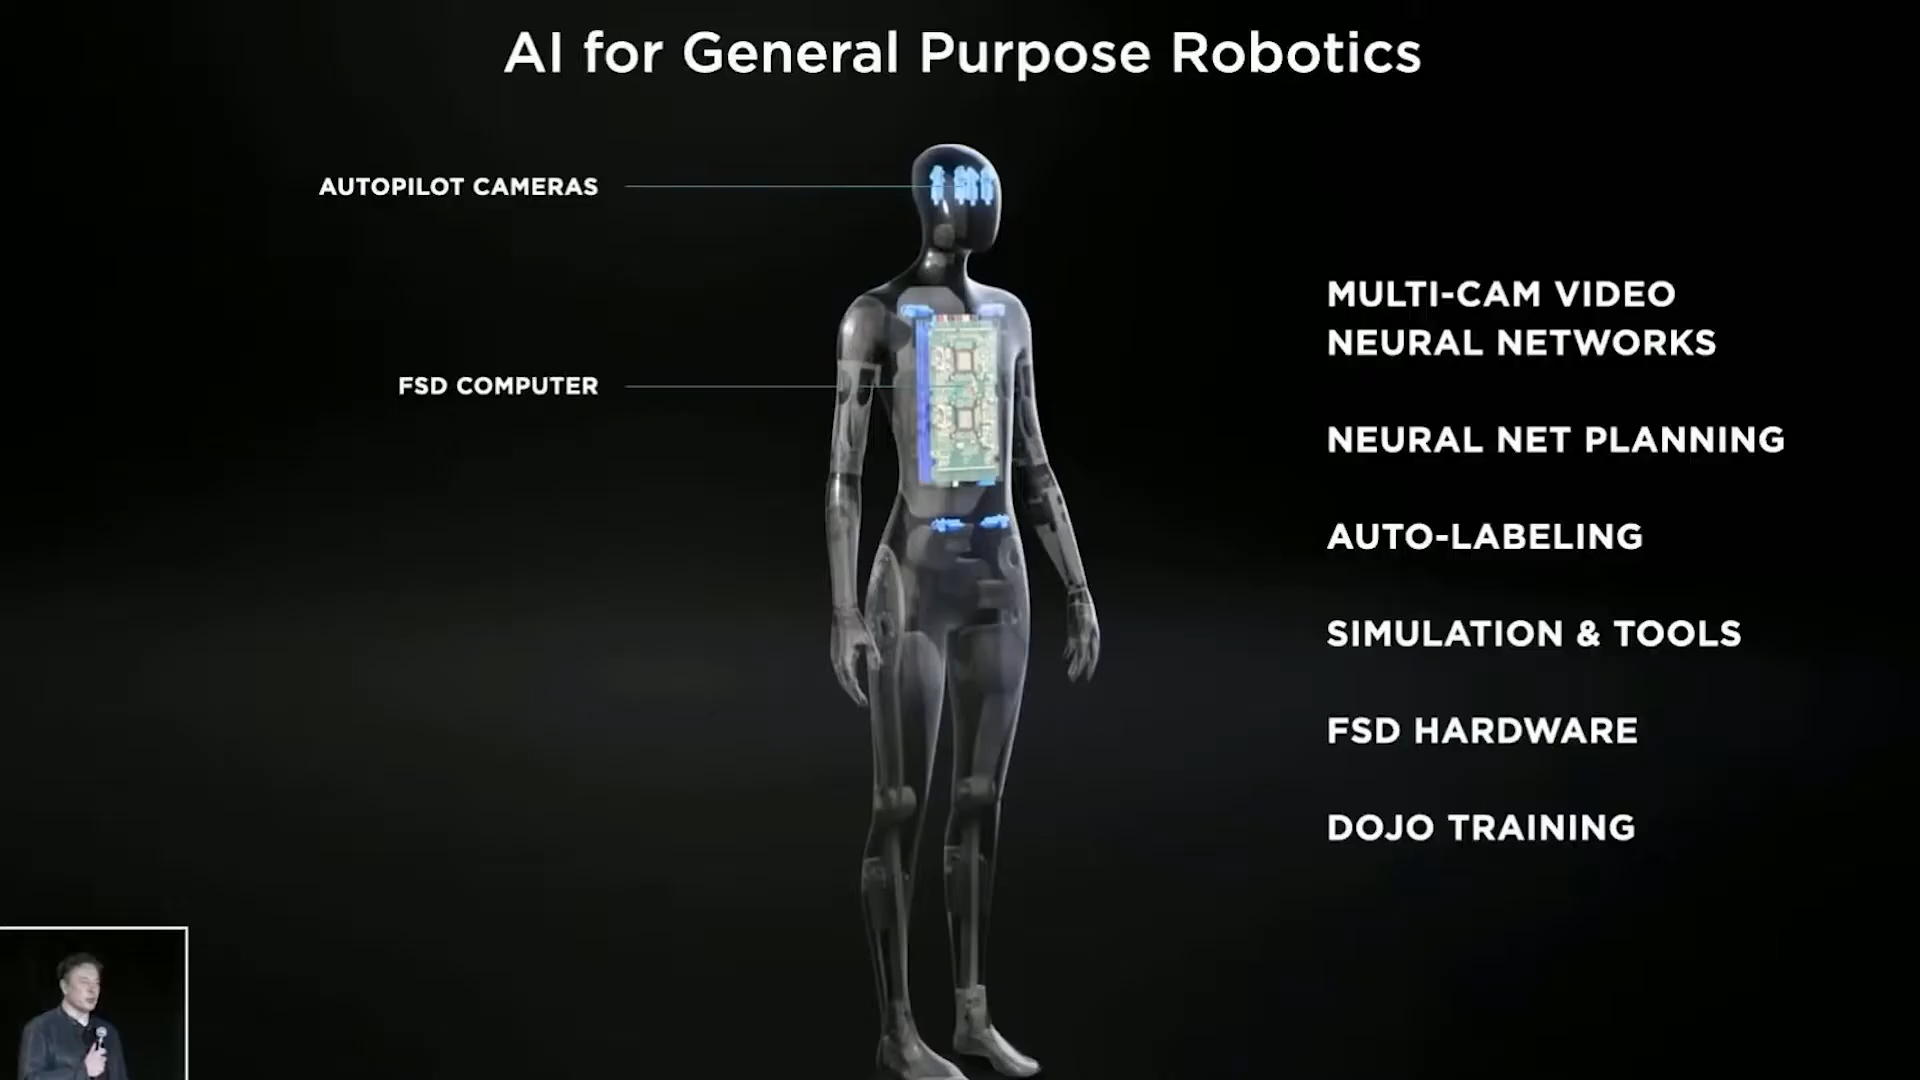 AI for General Purpose Robotics
AUTOPILOT CAMERAS
FSD COMPUTER
MULTI-CAM VIDEO
NEURAL NETWORKS
NEURAL NET PLANNING
AUTO-LABELING
SIMULATION & TOOLS
FSD HARDWARE
DOJO TRAINING